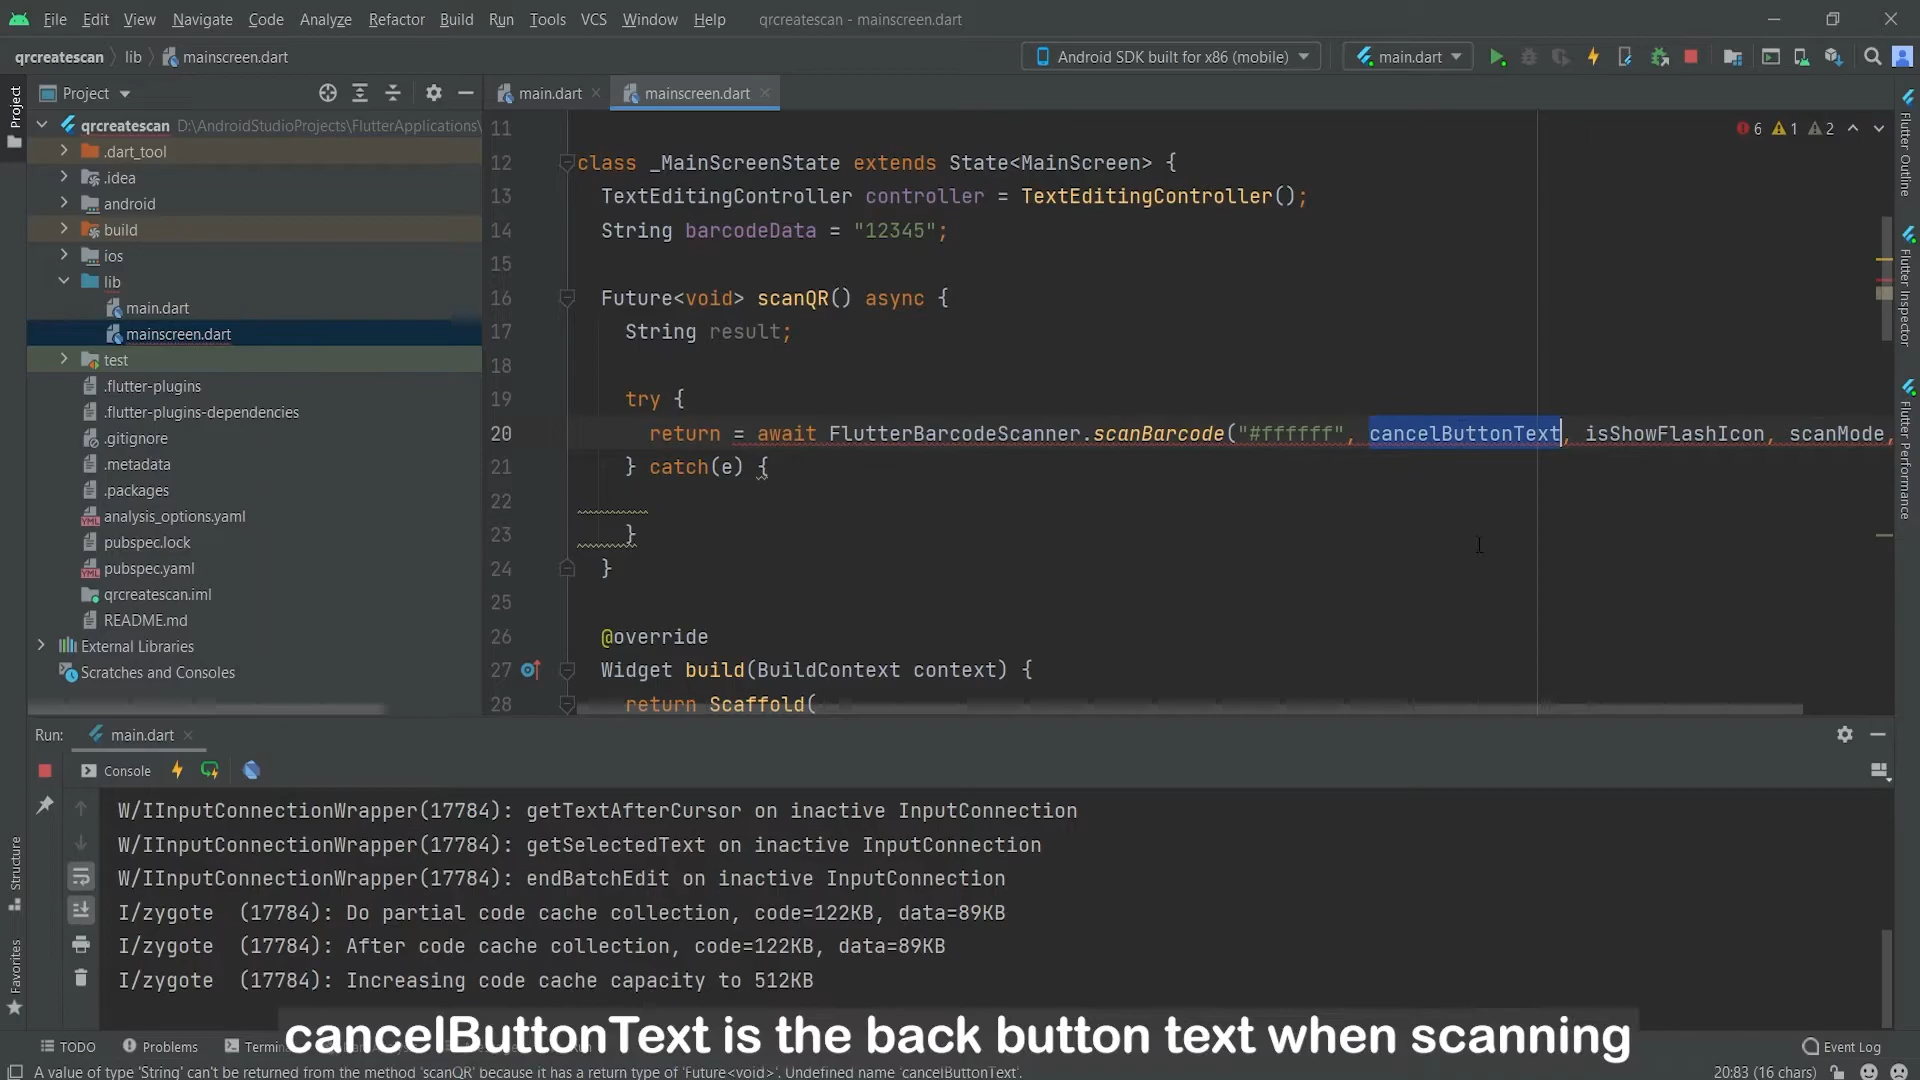 File Edit View Navigate Code Analyze Refactor Build Run Tools VCS Window Help qrcreatescan - mainscreen.dart
qrcreatescan lib mainscreen.dart Android SDK built for x86 (mobile) main.dart
Project
Project
main.dart
mainscreen.dart
qrcreatescan D:\AndroidStudioProjects\FlutterApplications\
.dart_tool
.idea
android
build
ios
lib
main.dart
mainscreen.dart
test
.flutter-plugins
.flutter-plugins-dependencies
.gitignore
.metadata
.packages
analysis_options.yaml
pubspec.lock
pubspec.yaml
qrcreatescan.iml
README.md
External Libraries
Scratches and Consoles
6 1 2
11
12 class _MainScreenState extends State<MainScreen> {
13 TextEditingController controller = TextEditingController();
14 String barcodeData = "12345";
15
16 Future<void> scanQR() async {
17 String result;
18
19 try {
20 return = await FlutterBarcodeScanner.scanBarcode("#ffffff", cancelButtonText, isShowFlashIcon, scanMode,
21 } catch(e) {
22
23 }
24 }
25
26 @override
27 Widget build(BuildContext context) {
28 return Scaffold(
Flutter Outline
Flutter Inspector
Flutter Performance
Run: main.dart
Console
W/IInputConnectionWrapper(17784): getTextAfterCursor on inactive InputConnection
W/IInputConnectionWrapper(17784): getSelectedText on inactive InputConnection
W/IInputConnectionWrapper(17784): endBatchEdit on inactive InputConnection
I/zygote (17784): Do partial code cache collection, code=122KB, data=89KB
I/zygote (17784): After code cache collection, code=122KB, data=89KB
I/zygote (17784): Increasing code cache capacity to 512KB
Structure
Favorites
cancelButtonText is the back button text when scanning
TODO Problems Event Log
A value of type 'String' can't be returned from the method 'scanQR' because it has a return type of 'Future<void>'. Undefined name 'cancelButtonText'. 20:83 (16 chars)